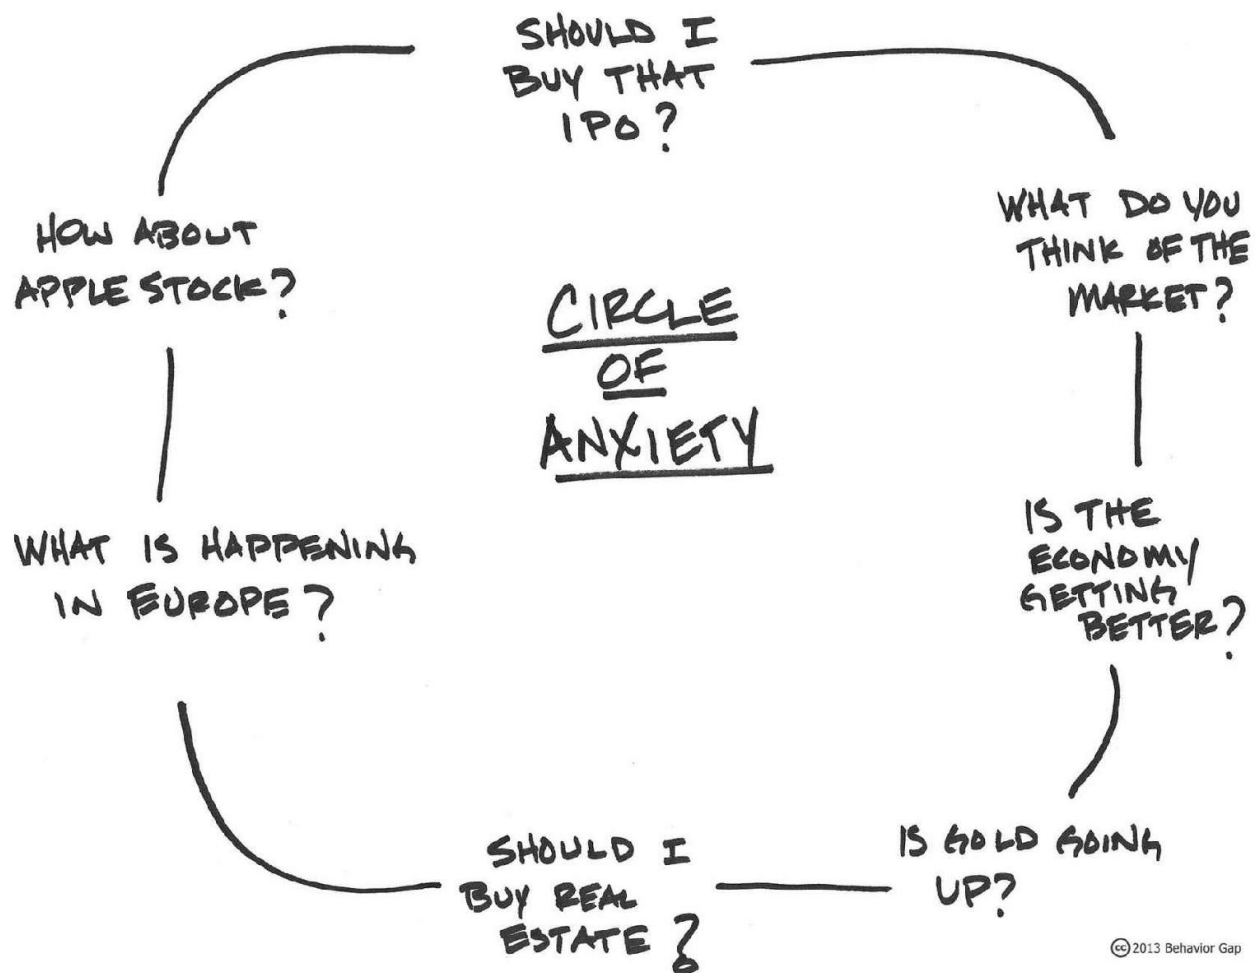 SHOULD I
BUY THAT
IPO?
WHAT DO YOU
THINK OF THE
MARKET?
IS THE
ECONOMY
GETTING
BETTER?
IS GOLD GOING
UP?
SHOULD I
BUY REAL
ESTATE?
WHAT IS HAPPENING
IN EUROPE?
HOW ABOUT
APPLE STOCK?
CIRCLE
OF
ANXIETY
cc 2013 Behavior Gap